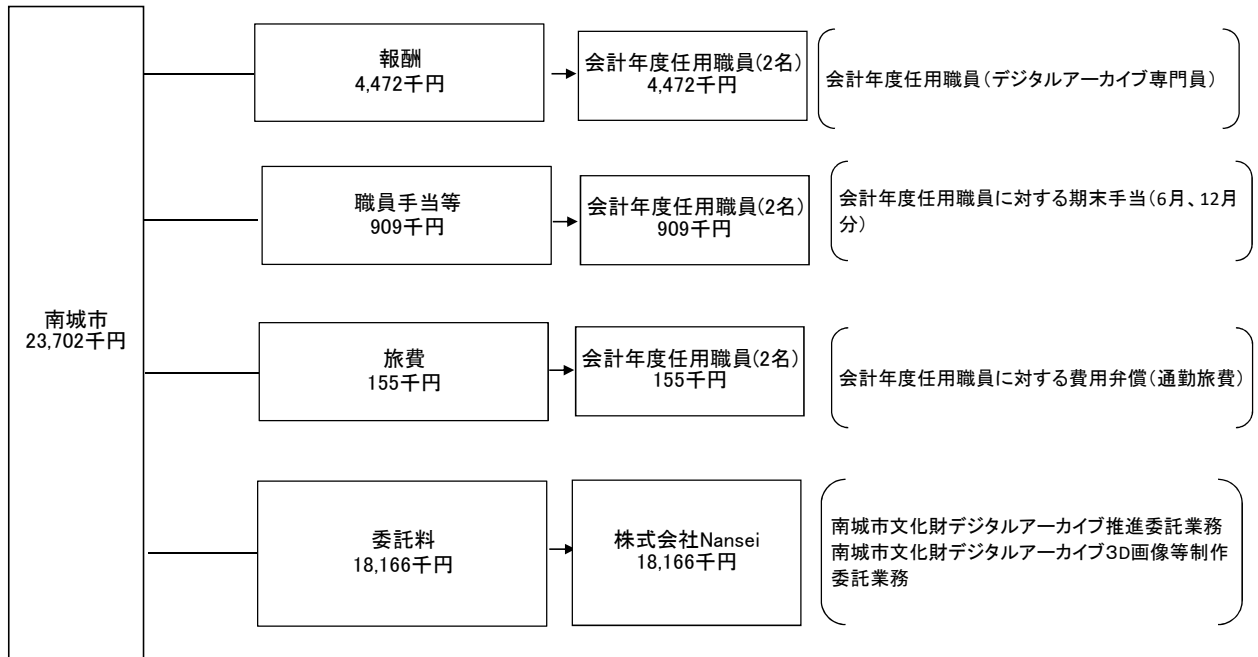 南城市
23,702千円
報酬
4,472千円
会計年度任用職員(2名)
4,472千円
会計年度任用職員(デジタルアーカイブ専門員)
職員手当等
909千円
会計年度任用職員(2名)
909千円
会計年度任用職員に対する期末手当(6月、12月
分)
旅費
155千円
会計年度任用職員(2名)
155千円
会計年度任用職員に対する費用弁償(通勤旅費)
委託料
18,166千円
株式会社Nansei
18,166千円
南城市文化財デジタルアーカイブ推進委託業務
南城市文化財デジタルアーカイブ3D画像等制作
委託業務